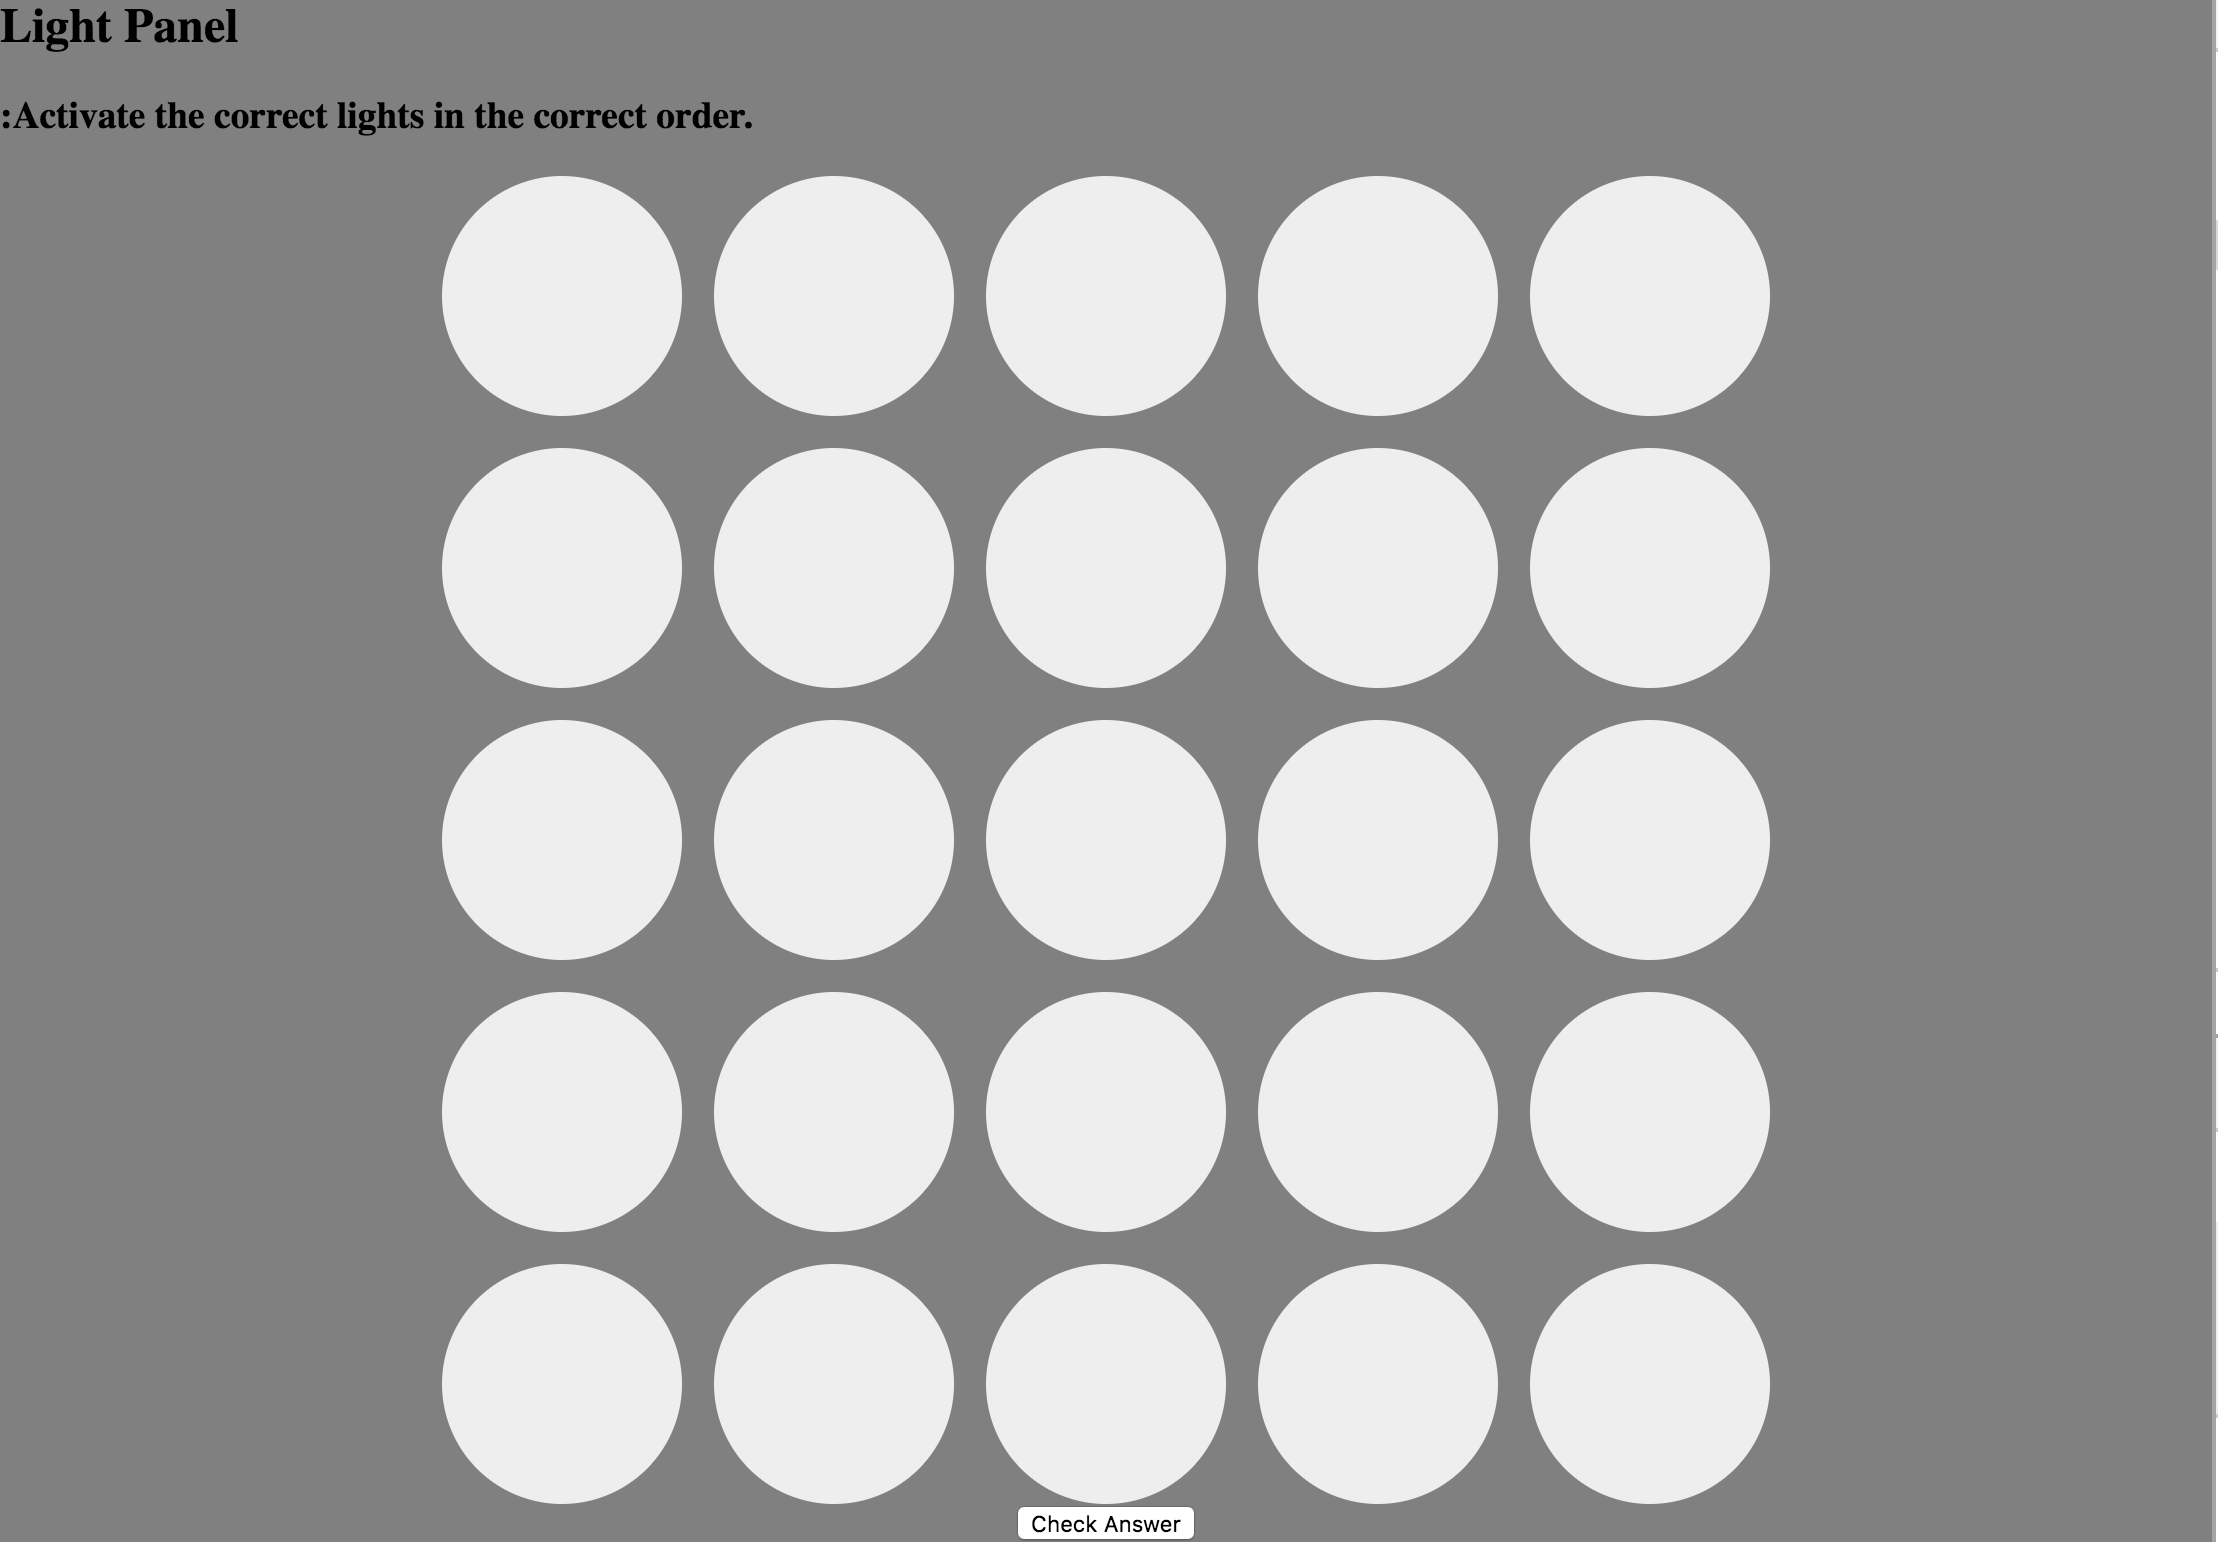 Light Panel
:Activate the correct lights in the correct order.
Check Answer